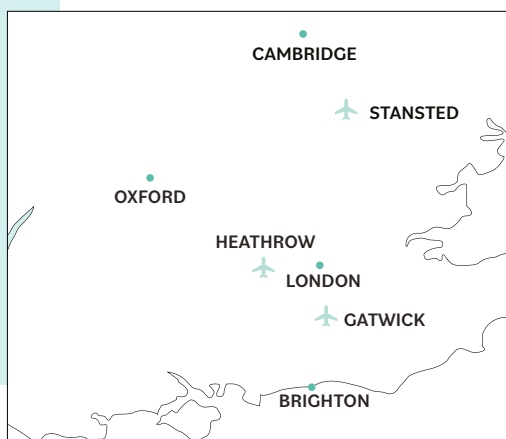 CAMBRIDGE
STANSTED
OXFORD
HEATHROW
LONDON
GATWICK
BRIGHTON